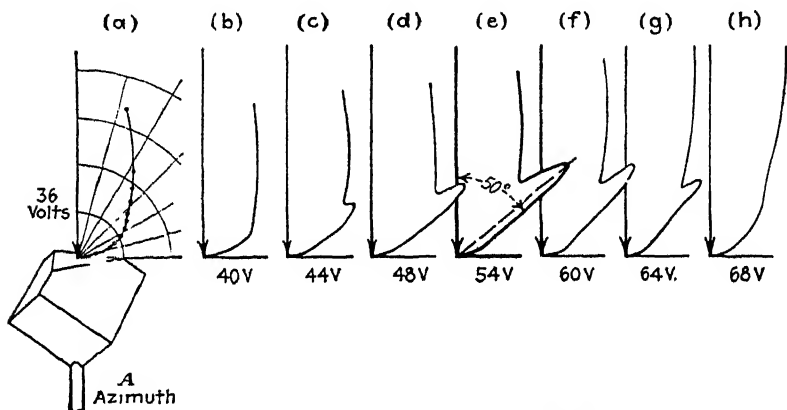 (a) (b) (c) (d) (e) (f) (g) (h)
36
Volts
50°
40V 44V 48V 54V 60V 64V. 68V
A
Azimuth